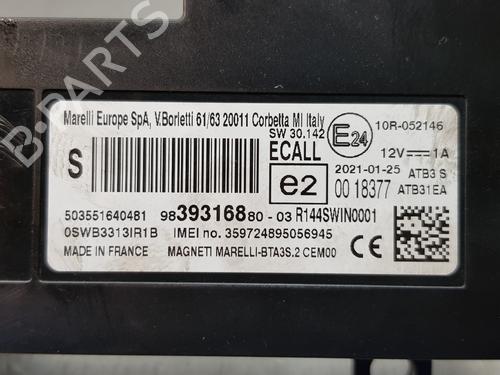 B-PARTS
Marelli Europe SpA, V.Borletti 61/63 20011 Corbetta MI Italy
SW 30.142
E24
10R-052146
S
ECALL
12V⎓1A
e2
2021-01-25
ATB3 S
00 18377
ATB31EA
503551640481
9839316880-03
R144SWIN0001
0SWB3313IR1B
IMEI no. 359724895056945
MADE IN FRANCE
MAGNETI MARELLI-BTA3S.2 CEM00